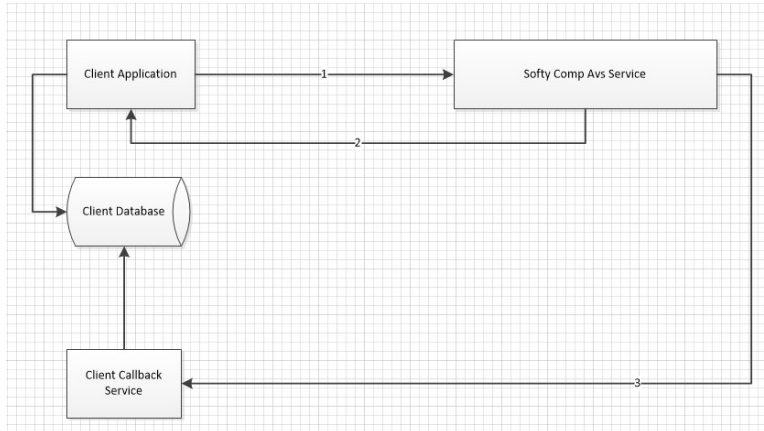 Client Application
1
Softy Comp Avs Service
2
Client Database
Client Callback
Service
3